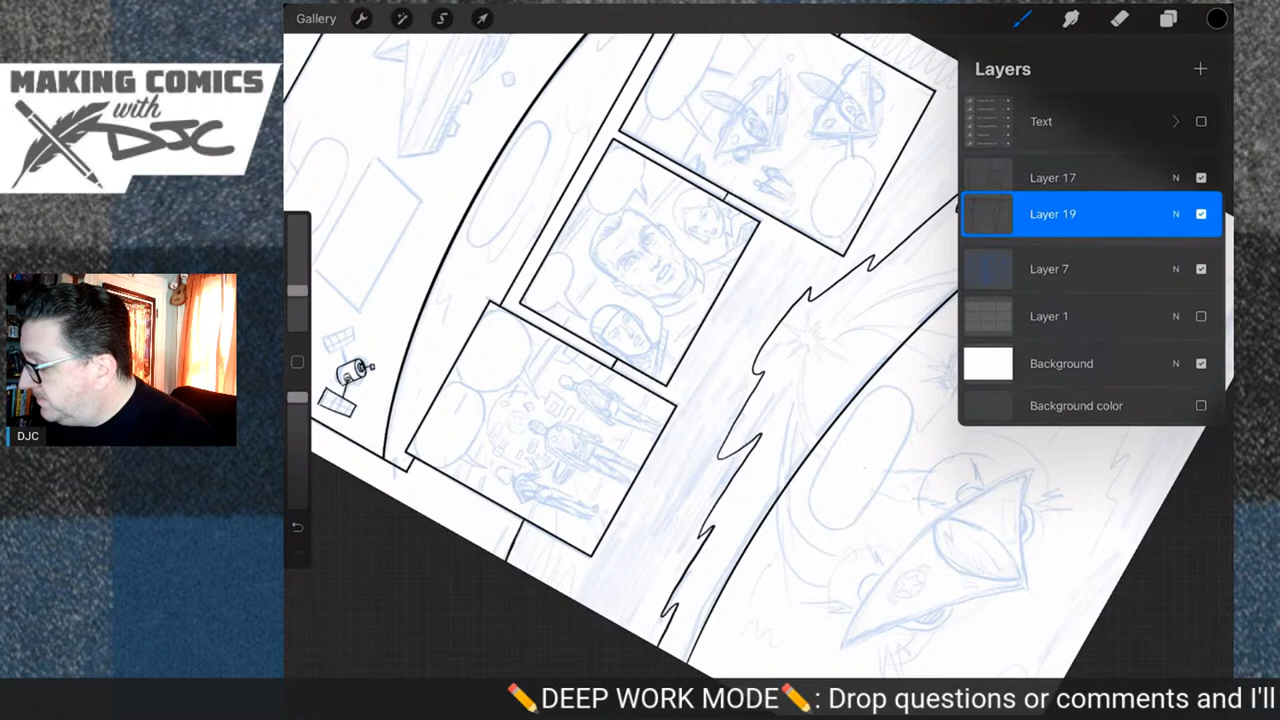 Gallery
MAKING COMICS
with
DJC
Layers
Text
Layer 17 N
Layer 19 N
Layer 7 N
Layer 1 N
Background N
Background color
DJC
✏️DEEP WORK MODE✏️: Drop questions or comments and I'll